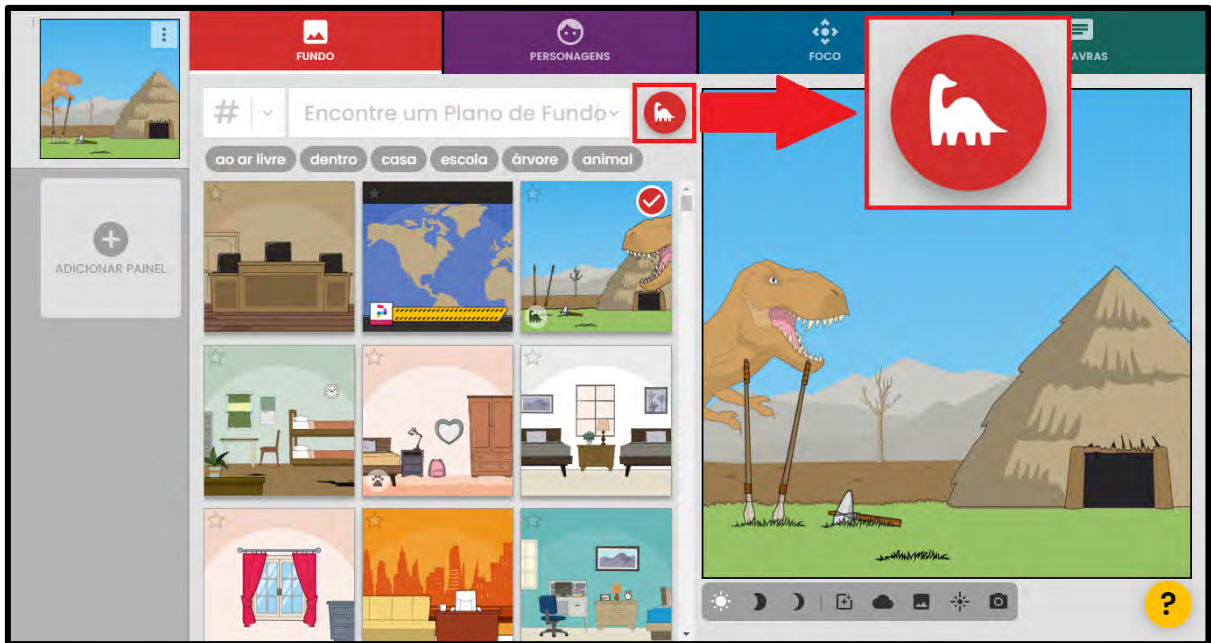 FUNDO
PERSONAGENS
FOCO
AVRAS
# Encontre um Plano de Fundo
ao ar livre dentro casa escola árvore animal
ADICIONAR PAINEL
?